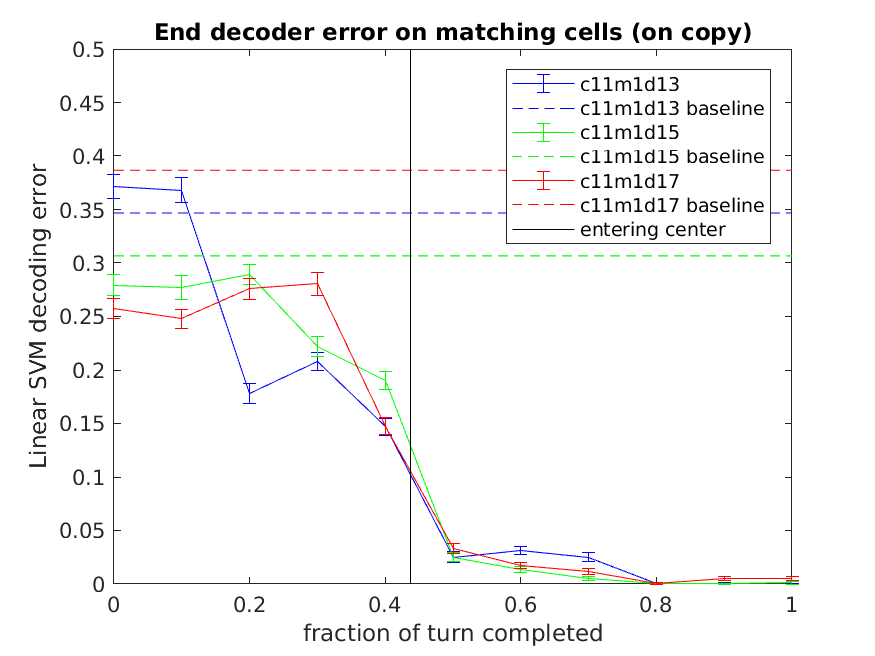 End decoder error on matching cells (on copy)
0.5
0.45
0.4
0.35
0.3
0.25
0.2
0.15
0.1
0.05
0
Linear SVM decoding error
c11m1d13
c11m1d13 baseline
c11m1d15
c11m1d15 baseline
c11m1d17
c11m1d17 baseline
entering center
0 0.2 0.4 0.6 0.8 1
fraction of turn completed